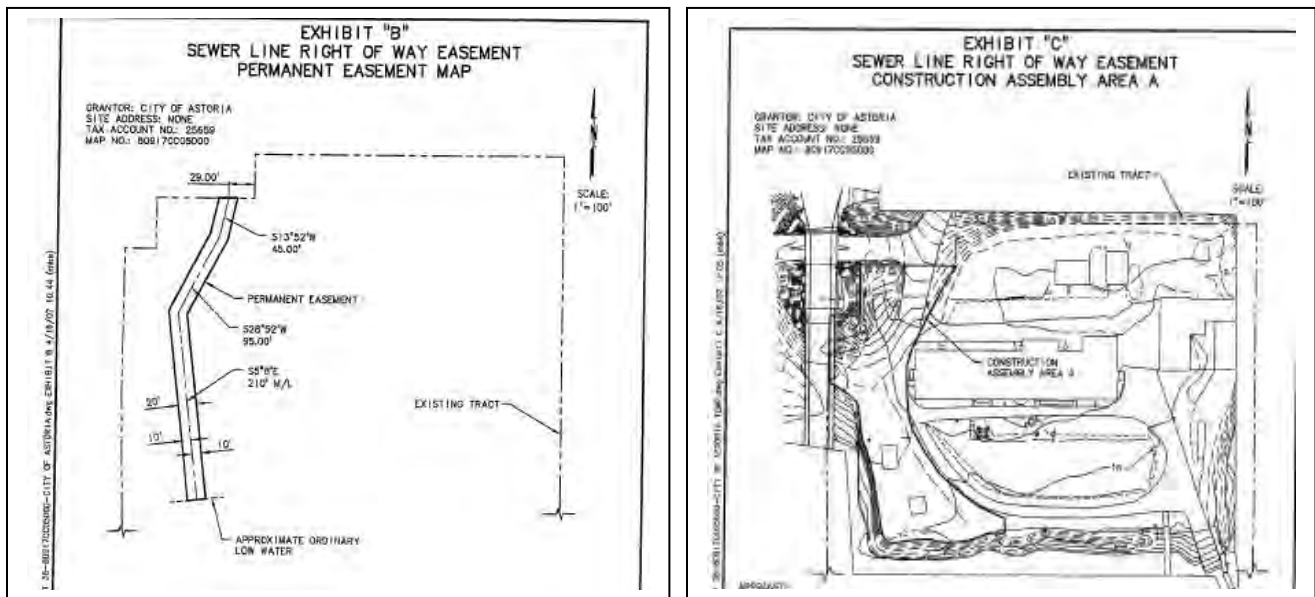 EXHIBIT "B"
SEWER LINE RIGHT OF WAY EASEMENT
PERMANENT EASEMENT MAP
GRANTOR: CITY OF ASTORIA
SITE ADDRESS: NONE
TAX ACCOUNT NO.: 25659
MAP NO.: 80917CC05000
N
SCALE:
1"=100'
29.00'
S13°52'W
45.00'
PERMANENT EASEMENT
S28°52'W
95.00'
S5°8'E
210' M/L
20'
10'
10'
EXISTING TRACT
APPROXIMATE ORDINARY
LOW WATER
EXHIBIT "C"
SEWER LINE RIGHT OF WAY EASEMENT
CONSTRUCTION ASSEMBLY AREA A
GRANTOR: CITY OF ASTORIA
SITE ADDRESS: NONE
TAX ACCOUNT NO.: 25659
MAP NO.: 80917CC05000
N
SCALE:
1"=100'
EXISTING TRACT
CONSTRUCTION
ASSEMBLY AREA A